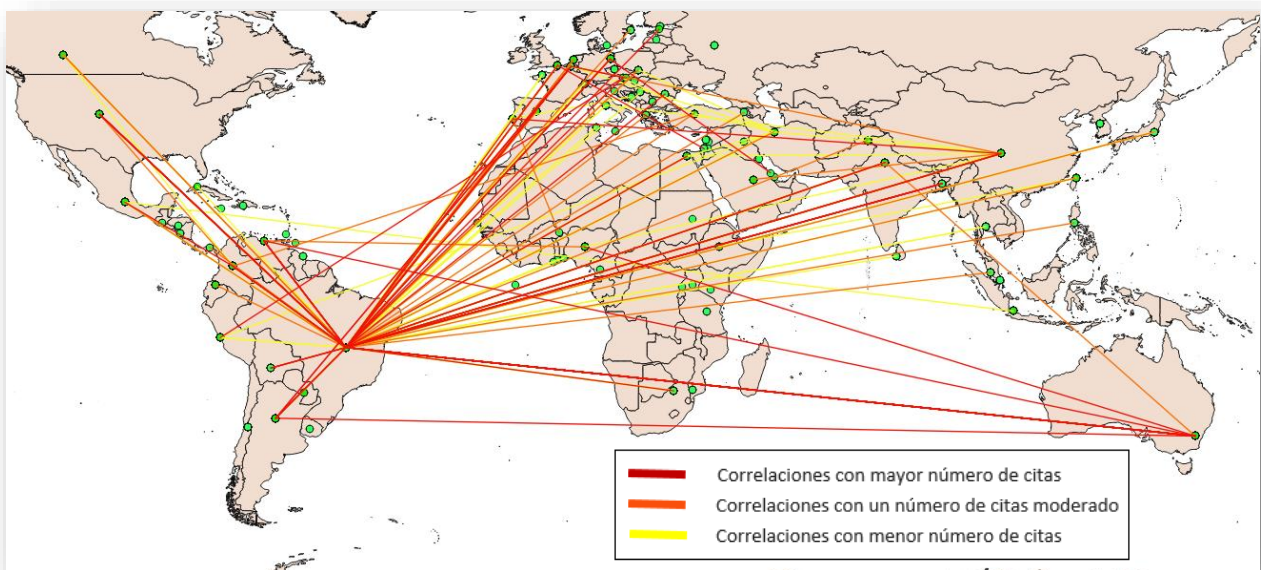 Correlaciones con mayor número de citas
Correlaciones con un número de citas moderado
Correlaciones con menor número de citas